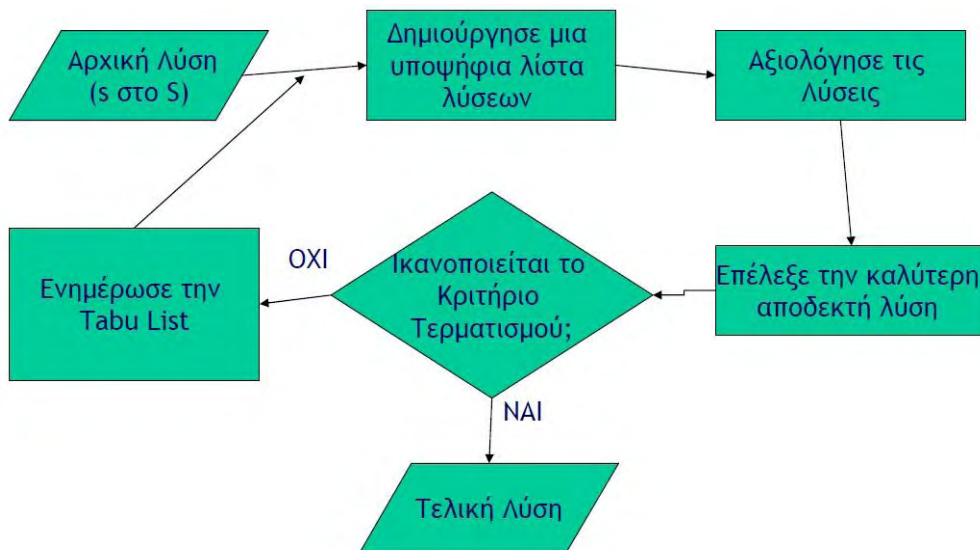 Αρχική Λύση
(s στο S)
Δημιούργησε μια
υποψήφια λίστα
λύσεων
Αξιολόγησε τις
Λύσεις
Επέλεξε την καλύτερη
αποδεκτή λύση
Ικανοποιείται το
Κριτήριο
Τερματισμού;
ΟΧΙ
Ενημέρωσε την
Tabu List
ΝΑΙ
Τελική Λύση